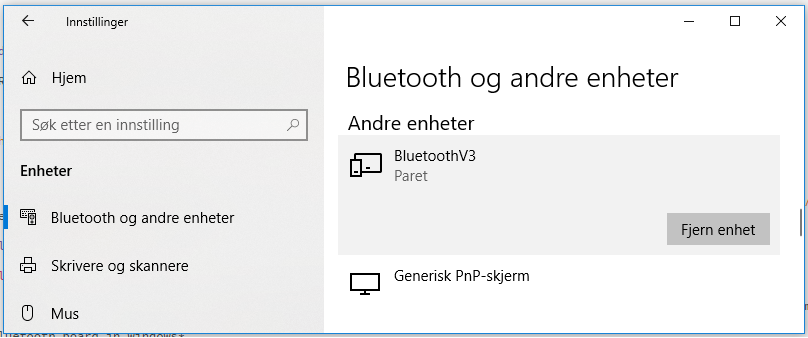 Innstillinger
Hjem
Søk etter en innstilling
Enheter
Bluetooth og andre enheter
Skrivere og skannere
Mus
Bluetooth og andre enheter
Andre enheter
BluetoothV3
Paret
Fjern enhet
Generisk PnP-skjerm